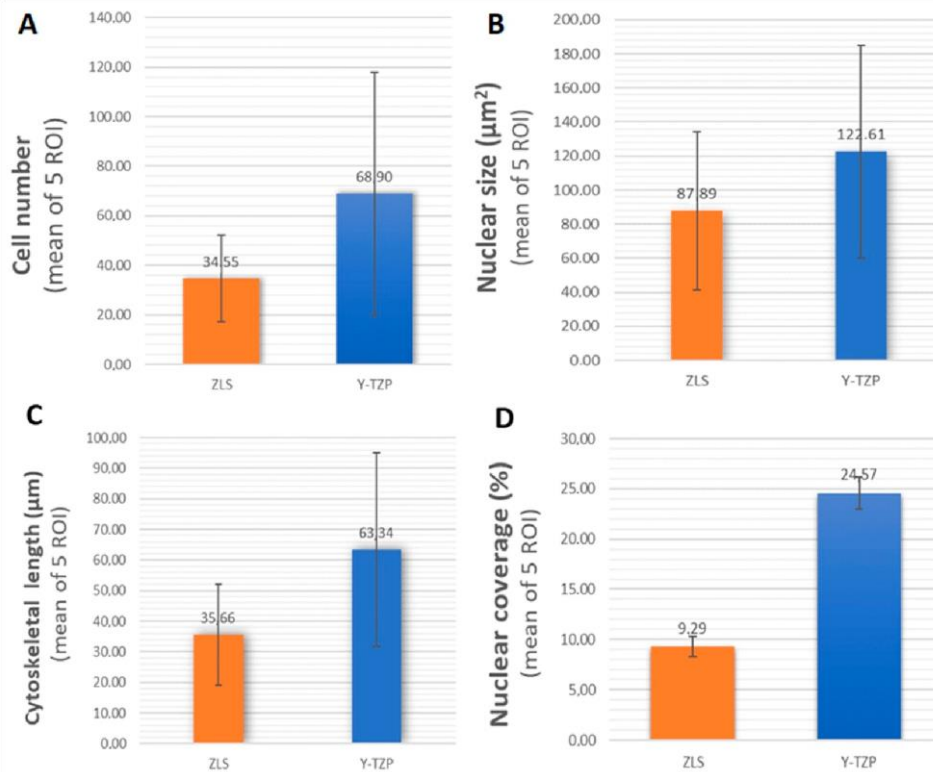 A
Cell number
(mean of 5 ROI)
140,00
120,00
100,00
80,00
60,00
40,00
20,00
0,00
34,55
68,90
ZLS
Y-TZP
B
Nuclear size (µm²)
(mean of 5 ROI)
200,00
180,00
160,00
140,00
120,00
100,00
80,00
60,00
40,00
20,00
00,00
87,89
122,61
ZLS
Y-TZP
C
Cytoskeletal length (µm)
(mean of 5 ROI)
100,00
90,00
80,00
70,00
60,00
50,00
40,00
30,00
20,00
10,00
00,00
35,66
63,34
ZLS
Y-TZP
D
Nuclear coverage (%)
(mean of 5 ROI)
30,00
25,00
20,00
15,00
10,00
5,00
0,00
9,29
24,57
ZLS
Y-TZP